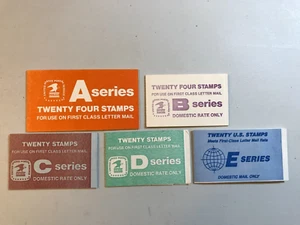 A series
TWENTY FOUR STAMPS
FOR USE ON FIRST CLASS LETTER MAIL
TWENTY FOUR STAMPS
FOR USE ON FIRST CLASS LETTER MAIL
B series
DOMESTIC RATE ONLY
TWENTY STAMPS
FOR USE ON FIRST CLASS LETTER MAIL
C series
DOMESTIC RATE ONLY
TWENTY STAMPS
FOR USE ON FIRST CLASS LETTER MAIL
D series
DOMESTIC RATE ONLY
TWENTY U.S. STAMPS
Meets First-Class Letter Mail Rate
E SERIES
DOMESTIC MAIL ONLY